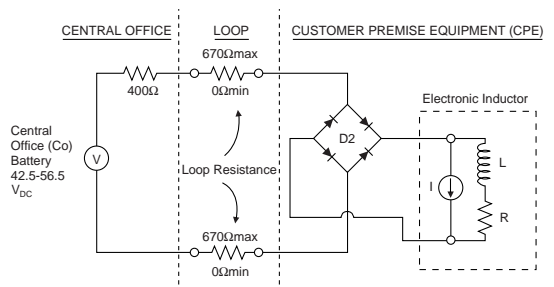 CENTRAL OFFICE
LOOP
CUSTOMER PREMISE EQUIPMENT (CPE)
670Ωmax
400Ω
0Ωmin
Electronic Inductor
D2
Central
Office (Co)
Battery
42.5-56.5
V_DC
V
Loop Resistance
I
L
R
670Ωmax
0Ωmin